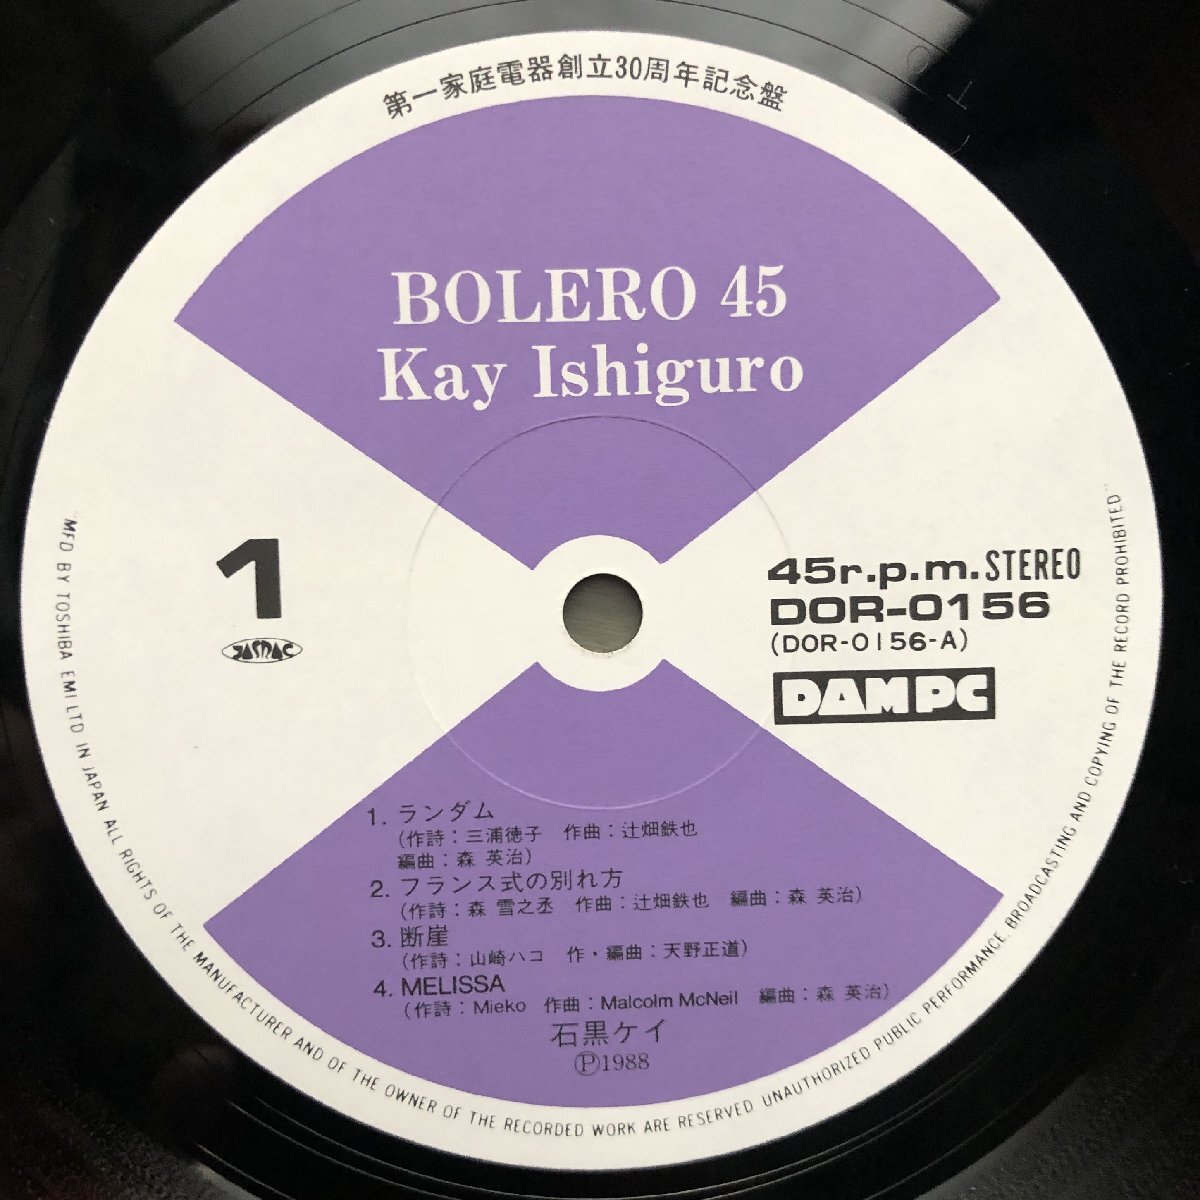 第一家庭電器創立30周年記念盤
BOLERO 45
Kay Ishiguro
1
JASRAC
45r.p.m. STEREO
DOR-0156
(DOR-0156-A)
DAM PC
1. ランダム
(作詩：三浦徳子 作曲：辻畑鉄也
編曲：森 英治)
2. フランス式の別れ方
(作詩：森 雪之丞 作曲：辻畑鉄也 編曲：森 英治)
3. 断崖
(作詩：山崎ハコ 作・編曲：天野正道)
4. MELISSA
(作詩：Mieko 作曲：Malcolm McNeil 編曲：森 英治)
石黒ケイ
Ⓟ1988
"MFD BY TOSHIBA EMI LTD IN JAPAN ALL RIGHTS OF THE MANUFACTURER AND OF THE OWNER OF THE RECORDED WORK ARE RESERVED UNAUTHORIZED PUBLIC PERFORMANCE, BROADCASTING AND COPYING OF THE RECORD PROHIBITED"